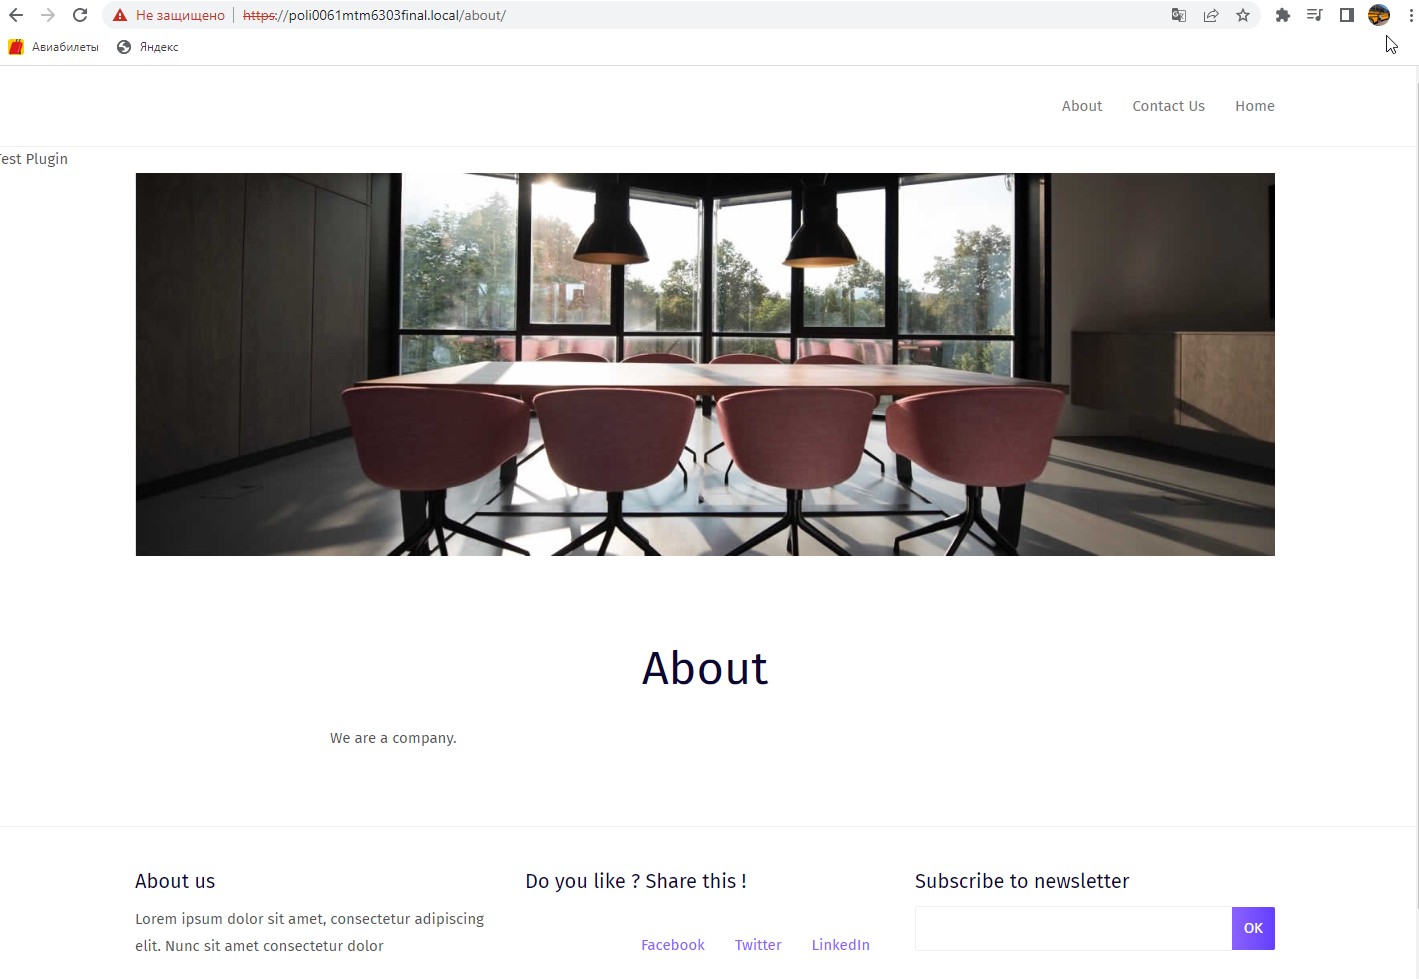 Не защищено https://poli0061mtm6303final.local/about/
Авиабилеты Яндекс
About Contact Us Home
Test Plugin
About
We are a company.
About us
Lorem ipsum dolor sit amet, consectetur adipiscing
elit. Nunc sit amet consectetur dolor
Do you like ? Share this !
Facebook Twitter LinkedIn
Subscribe to newsletter
OK